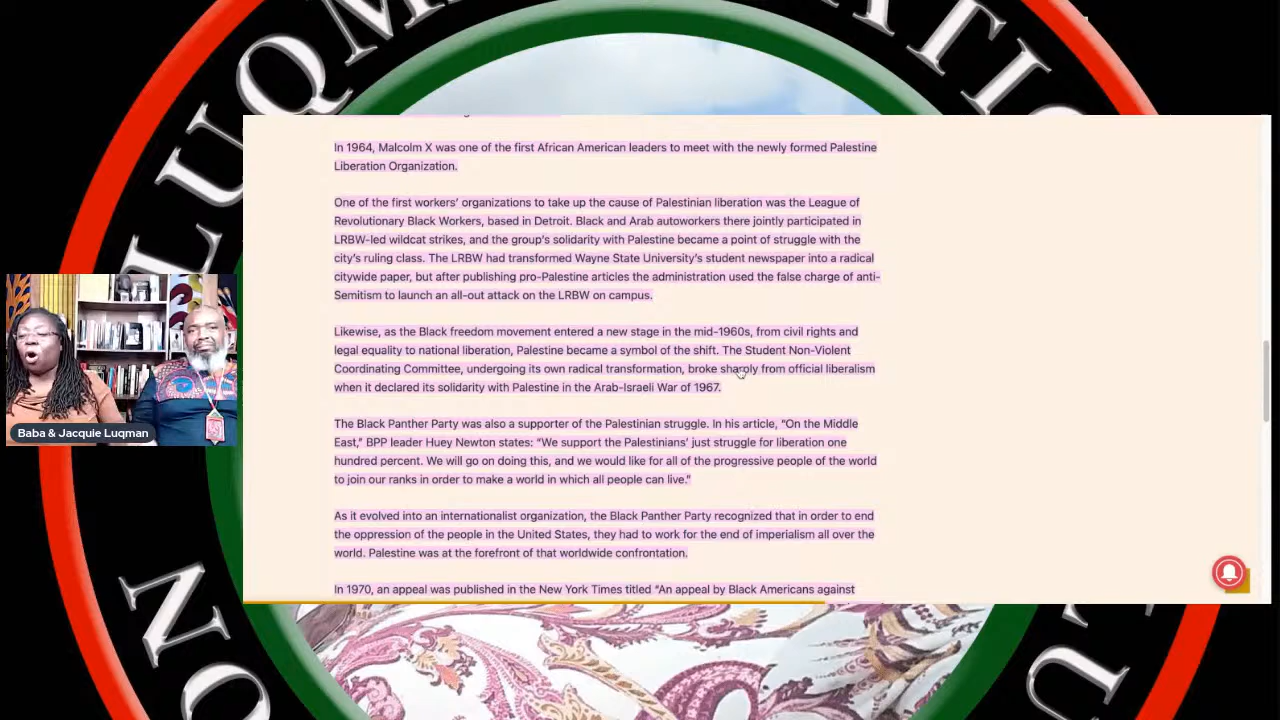 LUQM
ATION
In 1964, Malcolm X was one of the first African American leaders to meet with the newly formed Palestine
Liberation Organization.
One of the first workers' organizations to take up the cause of Palestinian liberation was the League of
Revolutionary Black Workers, based in Detroit. Black and Arab autoworkers there jointly participated in
LRBW-led wildcat strikes, and the group's solidarity with Palestine became a point of struggle with the
city's ruling class. The LRBW had transformed Wayne State University's student newspaper into a radical
citywide paper, but after publishing pro-Palestine articles the administration used the false charge of anti-
Semitism to launch an all-out attack on the LRBW on campus.
Likewise, as the Black freedom movement entered a new stage in the mid-1960s, from civil rights and
legal equality to national liberation, Palestine became a symbol of the shift. The Student Non-Violent
Coordinating Committee, undergoing its own radical transformation, broke sharply from official liberalism
when it declared its solidarity with Palestine in the Arab-Israeli War of 1967.
The Black Panther Party was also a supporter of the Palestinian struggle. In his article, "On the Middle
East," BPP leader Huey Newton states: "We support the Palestinians' just struggle for liberation one
hundred percent. We will go on doing this, and we would like for all of the progressive people of the world
to join our ranks in order to make a world in which all people can live."
As it evolved into an internationalist organization, the Black Panther Party recognized that in order to end
the oppression of the people in the United States, they had to work for the end of imperialism all over the
world. Palestine was at the forefront of that worldwide confrontation.
In 1970, an appeal was published in the New York Times titled "An appeal by Black Americans against
Baba & Jacquie Luqman